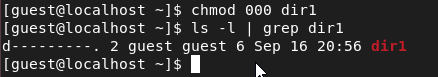 [guest@localhost ~]$ chmod 000 dir1
[guest@localhost ~]$ ls -l | grep dir1
d---------. 2 guest guest 6 Sep 16 20:56 dir1
[guest@localhost ~]$